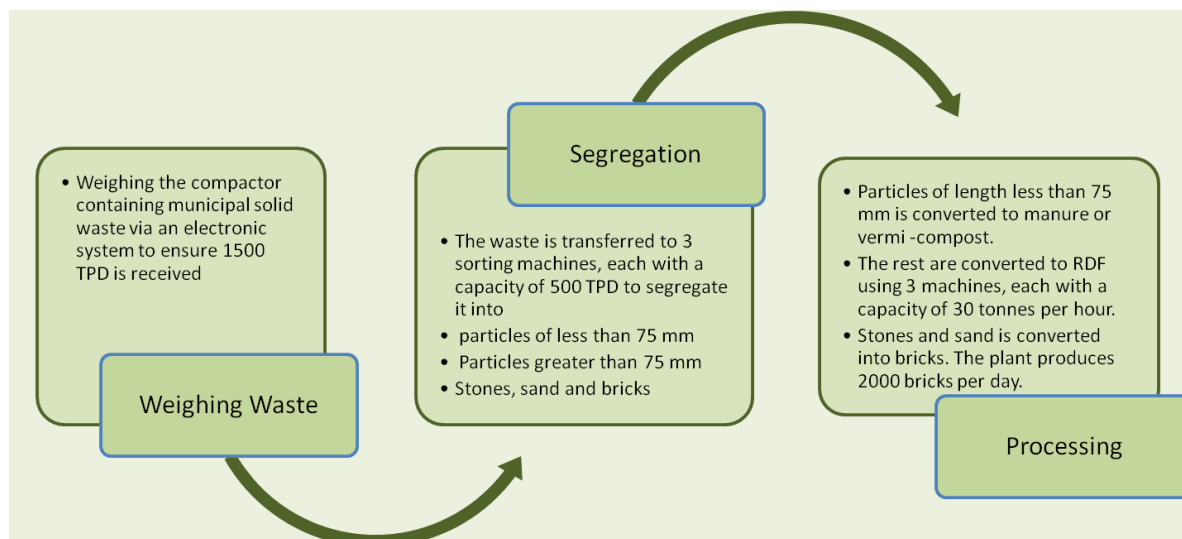 • Weighing the compactor
containing municipal solid
waste via an electronic
system to ensure 1500
TPD is received
Weighing Waste
Segregation
• The waste is transferred to 3
sorting machines, each with a
capacity of 500 TPD to segregate
it into
• particles of less than 75 mm
• Particles greater than 75 mm
• Stones, sand and bricks
• Particles of length less than 75
mm is converted to manure or
vermi -compost.
• The rest are converted to RDF
using 3 machines, each with a
capacity of 30 tonnes per hour.
• Stones and sand is converted
into bricks. The plant produces
2000 bricks per day.
Processing